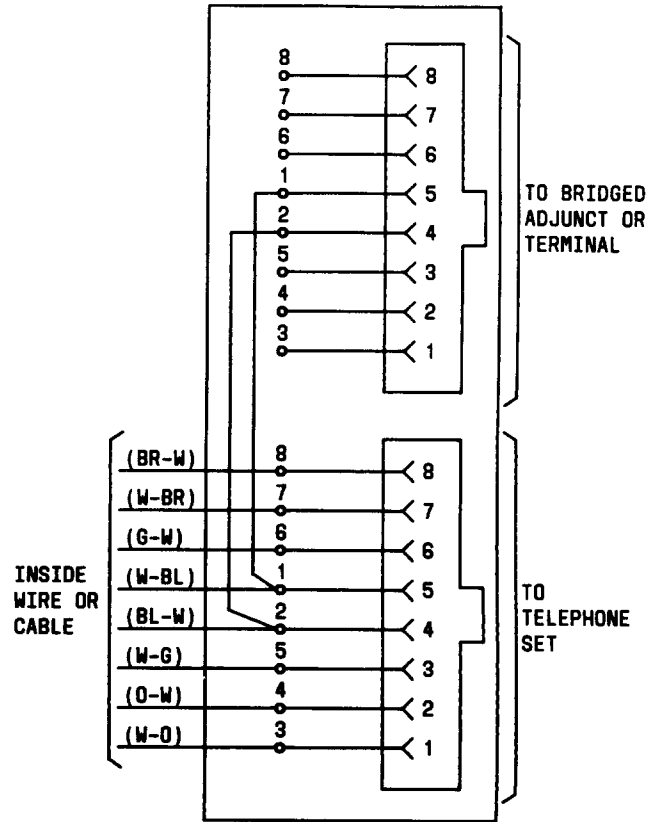 8 8
7 7
6 6
1 5
2 4
5 3
4 2
3 1
TO BRIDGED
ADJUNCT OR
TERMINAL
(BR-W) 8 8
(W-BR) 7 7
(G-W) 6 6
(W-BL) 1 5
(BL-W) 2 4
(W-G) 5 3
(O-W) 4 2
(W-O) 3 1
INSIDE
WIRE OR
CABLE
TO
TELEPHONE
SET